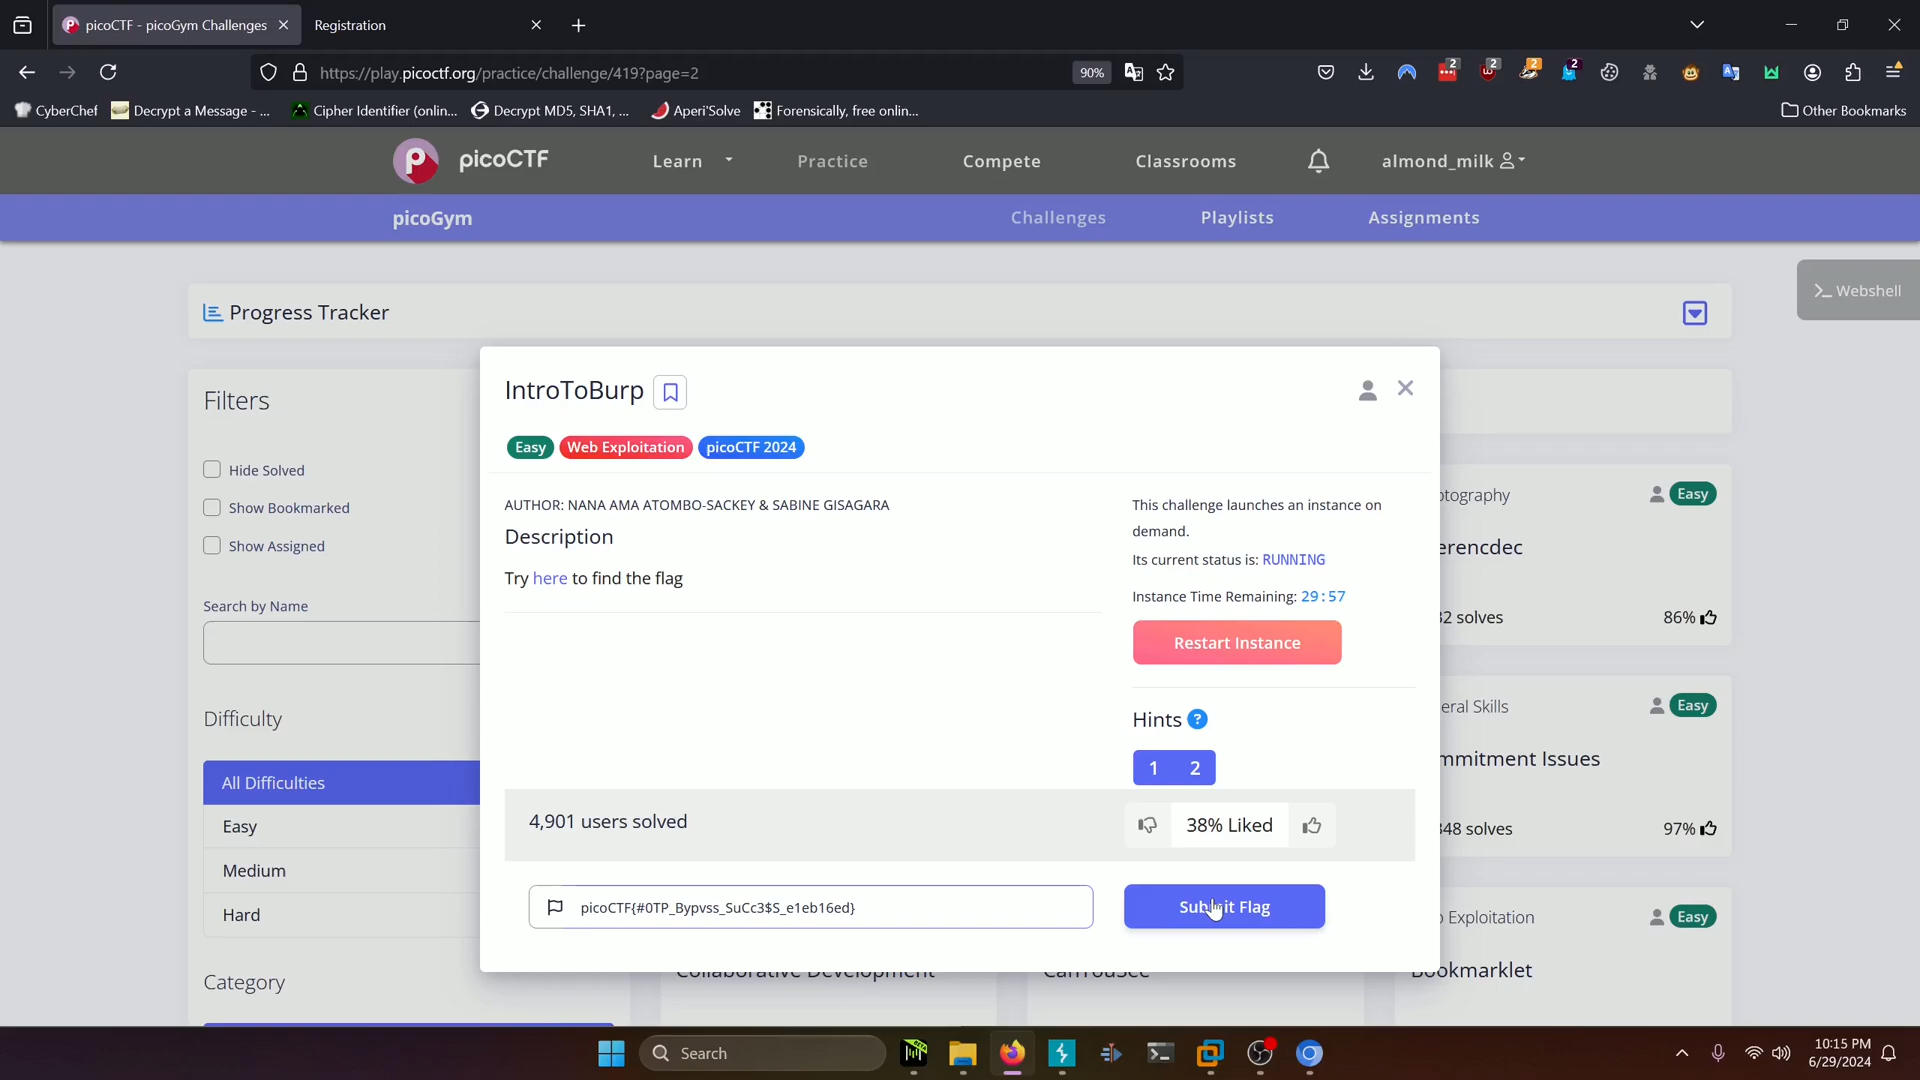 picoCTF - picoGym Challenges
Registration
https://play.picoctf.org/practice/challenge/419?page=2
90%
2
2
2
2
CyberChef
Decrypt a Message - ...
Cipher Identifier (onlin...
Decrypt MD5, SHA1, ...
Aperi'Solve
Forensically, free onlin...
Other Bookmarks
picoCTF
Learn
Practice
Compete
Classrooms
almond_milk
picoGym
Challenges
Playlists
Assignments
Progress Tracker
>_ Webshell
Filters
Hide Solved
Show Bookmarked
Show Assigned
Search by Name
Difficulty
All Difficulties
Easy
Medium
Hard
Category
IntroToBurp
Easy
Web Exploitation
picoCTF 2024
AUTHOR: NANA AMA ATOMBO-SACKEY & SABINE GISAGARA
Description
Try here to find the flag
This challenge launches an instance on
demand.
Its current status is: RUNNING
Instance Time Remaining: 29:57
Restart Instance
Hints ?
1 2
4,901 users solved
38% Liked
picoCTF{#0TP_Bypvss_SuCc3$S_e1eb16ed}
Submit Flag
ptography
Easy
erencdec
32 solves
86%
eral Skills
Easy
mmitment Issues
348 solves
97%
Exploitation
Easy
Bookmarklet
Collaborative Development
CanYouSee
Search
10:15 PM
6/29/2024